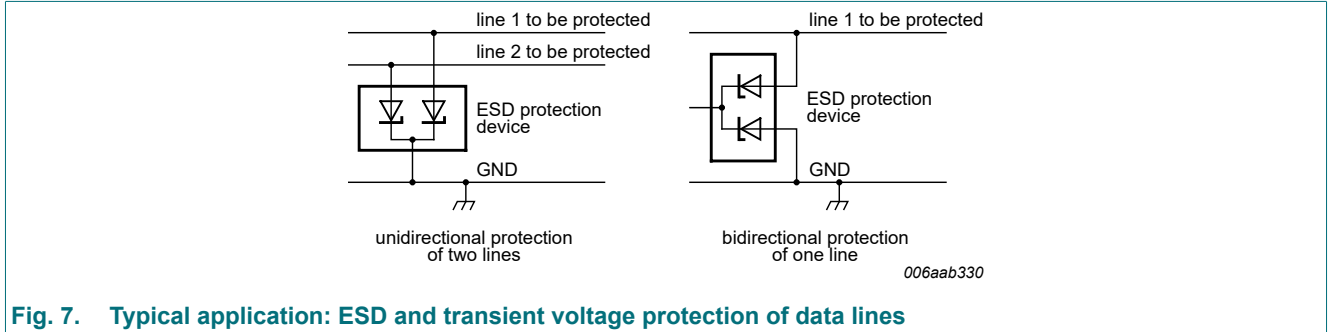 line 1 to be protected
line 2 to be protected
ESD protection
device
GND
unidirectional protection
of two lines
line 1 to be protected
ESD protection
device
GND
bidirectional protection
of one line
006aab330
Fig. 7. Typical application: ESD and transient voltage protection of data lines